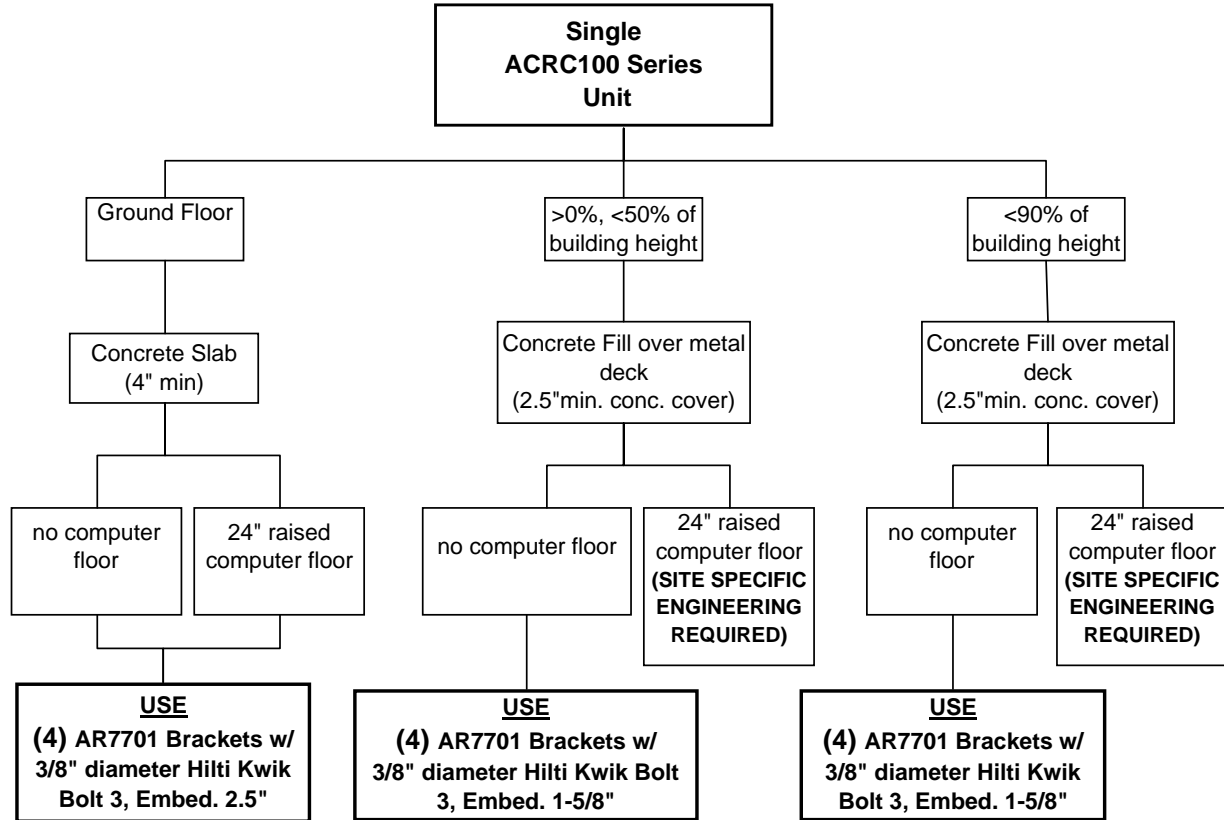 Single
ACRC100 Series
Unit
Ground Floor
>0%, <50% of
building height
<90% of
building height
Concrete Slab
(4" min)
Concrete Fill over metal
deck
(2.5"min. conc. cover)
Concrete Fill over metal
deck
(2.5"min. conc. cover)
no computer
floor
24" raised
computer floor
no computer floor
24" raised
computer floor
(SITE SPECIFIC
ENGINEERING
REQUIRED)
no computer
floor
24" raised
computer floor
(SITE SPECIFIC
ENGINEERING
REQUIRED)
USE
(4) AR7701 Brackets w/
3/8" diameter Hilti Kwik
Bolt 3, Embed. 2.5"
USE
(4) AR7701 Brackets w/
3/8" diameter Hilti Kwik Bolt
3, Embed. 1-5/8"
USE
(4) AR7701 Brackets w/
3/8" diameter Hilti Kwik
Bolt 3, Embed. 1-5/8"